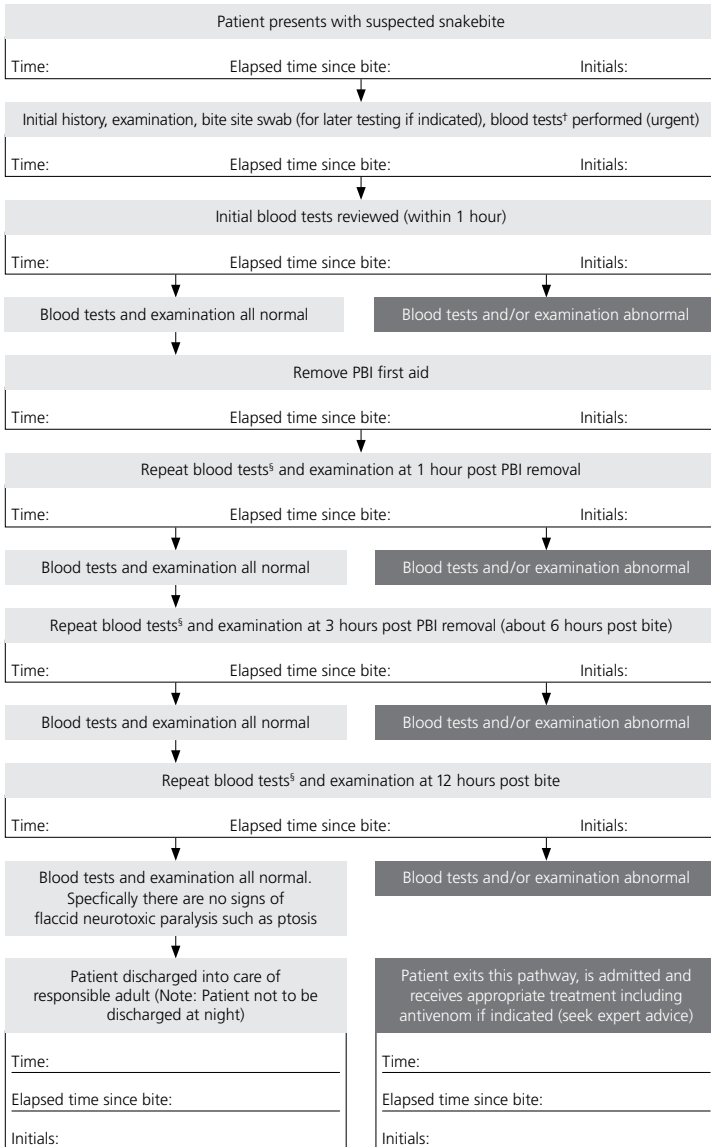 Patient presents with suspected snakebite
Time: Elapsed time since bite: Initials:
Initial history, examination, bite site swab (for later testing if indicated), blood tests† performed (urgent)
Time: Elapsed time since bite: Initials:
Initial blood tests reviewed (within 1 hour)
Time: Elapsed time since bite: Initials:
Blood tests and examination all normal
Blood tests and/or examination abnormal
Remove PBI first aid
Time: Elapsed time since bite: Initials:
Repeat blood tests§ and examination at 1 hour post PBI removal
Time: Elapsed time since bite: Initials:
Blood tests and examination all normal
Blood tests and/or examination abnormal
Repeat blood tests§ and examination at 3 hours post PBI removal (about 6 hours post bite)
Time: Elapsed time since bite: Initials:
Blood tests and examination all normal
Blood tests and/or examination abnormal
Repeat blood tests§ and examination at 12 hours post bite
Time: Elapsed time since bite: Initials:
Blood tests and examination all normal.
Specfically there are no signs of
flaccid neurotoxic paralysis such as ptosis
Blood tests and/or examination abnormal
Patient discharged into care of
responsible adult (Note: Patient not to be
discharged at night)
Time:
Elapsed time since bite:
Initials:
Patient exits this pathway, is admitted and
receives appropriate treatment including
antivenom if indicated (seek expert advice)
Time:
Elapsed time since bite:
Initials: